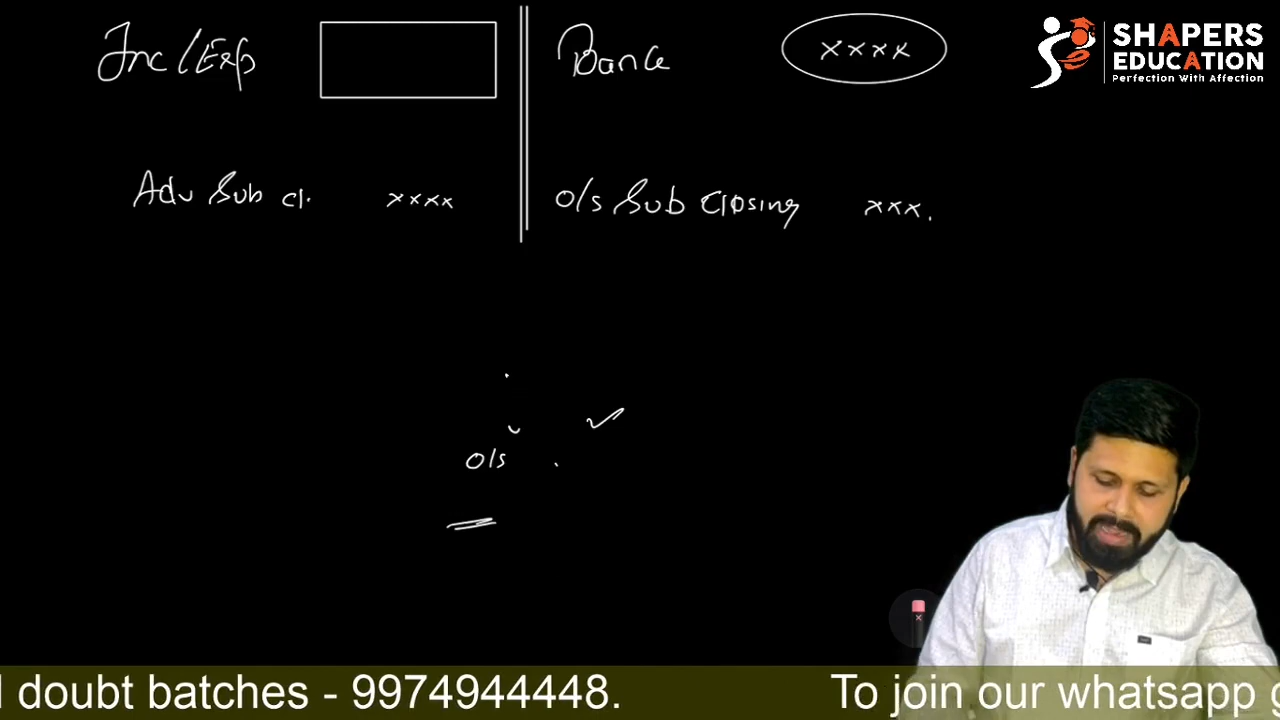 Inc/Exp
Bank xxxx
SHAPERS
EDUCATION
Perfection With Affection
Adv Sub cl. xxxx
O/s Sub Closing xxx.
O/s
doubt batches - 9974944448.
To join our whatsapp